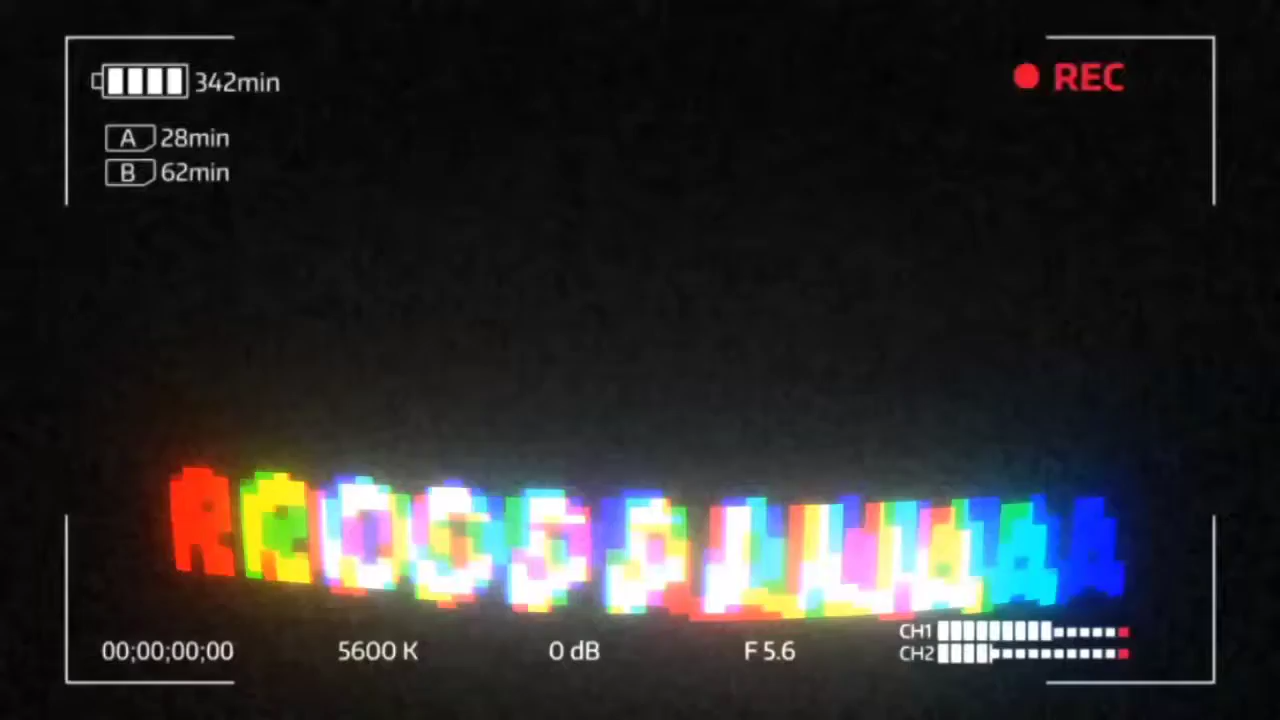 342min
REC
A 28min
B 62min
00;00;00;00
5600 K
0 dB
F 5.6
CH1
CH2